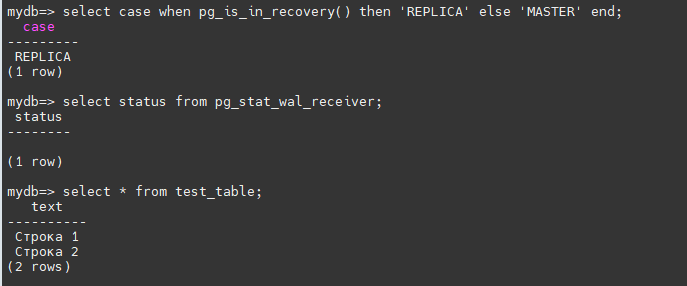 mydb=> select case when pg_is_in_recovery() then 'REPLICA' else 'MASTER' end;
  case
---------
 REPLICA
(1 row)

mydb=> select status from pg_stat_wal_receiver;
 status
--------

(1 row)

mydb=> select * from test_table;
   text
----------
 Строка 1
 Строка 2
(2 rows)